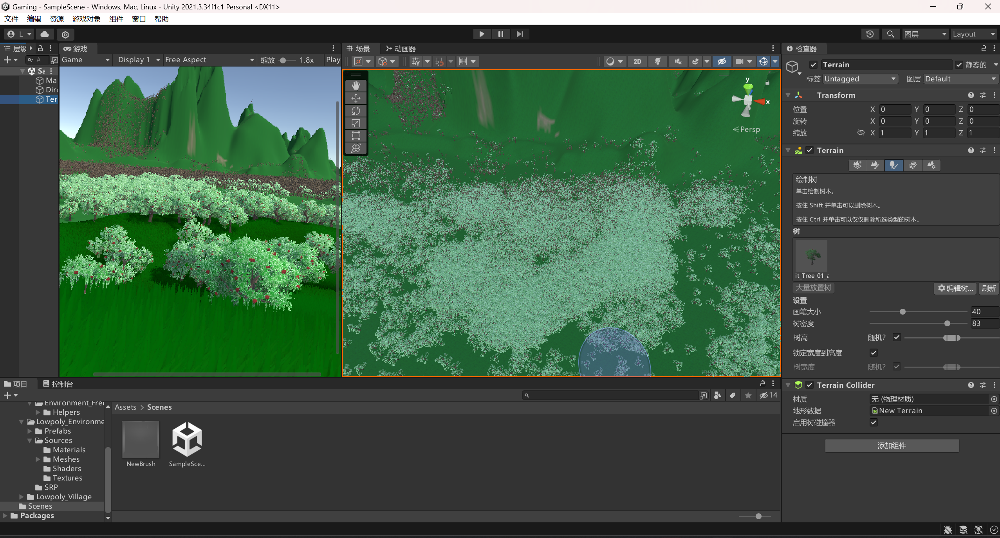 Gaming - SampleScene - Windows, Mac, Linux - Unity 2021.3.34f1c1 Personal <DX11>
文件 编辑 资源 游戏对象 组件 窗口 帮助
L
图层 Layout
层级
游戏
场景 动画器
检查器
A
Game Display 1 Free Aspect 缩放 1.8x Play
2D
Sa
Ma
Dir
Ter
y
x
Persp
Terrain 静态的
标签 Untagged 图层 Default
Transform
位置 X 0 Y 0 Z 0
旋转 X 0 Y 0 Z 0
缩放 X 1 Y 1 Z 1
Terrain
绘制树
单击绘制树木。
按住 Shift 并单击可以删除树木。
按住 Ctrl 并单击可以仅仅删除所选类型的树木。
树
it_Tree_01_a
大量放置树 编辑树... 刷新
设置
画笔大小 40
树密度 83
树高 随机?
锁定宽度到高度
树宽度 随机?
Terrain Collider
材质 无 (物理材质)
地形数据 New Terrain
启用树碰撞器
添加组件
项目 控制台
14
Environment_Free
Helpers
Lowpoly_Environme
Prefabs
Sources
Materials
Meshes
Shaders
Textures
SRP
Lowpoly_Village
Scenes
Packages
Assets > Scenes
NewBrush SampleSce...